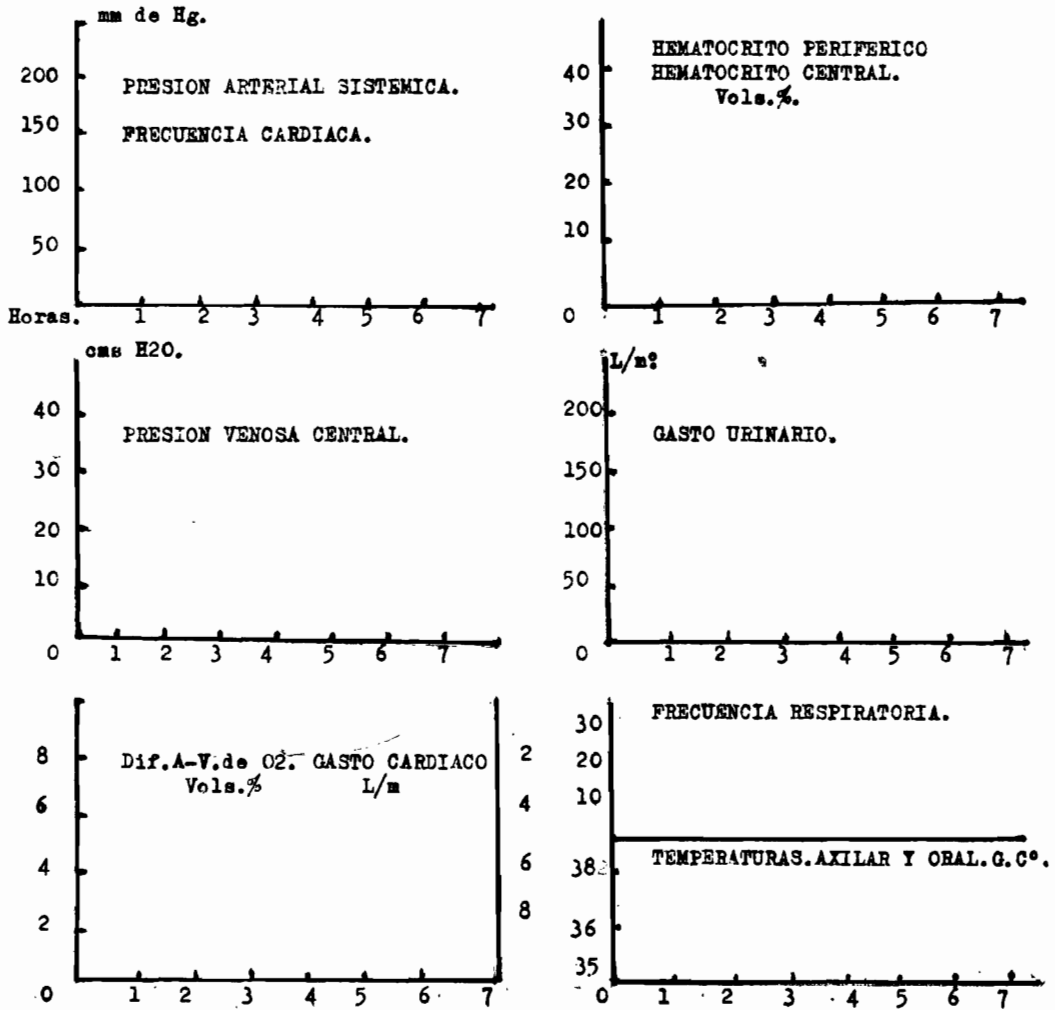 mm de Hg.
200
150
100
50
PRESION ARTERIAL SISTEMICA.
FRECUENCIA CARDIACA.
Horas. 1 2 3 4 5 6 7
40
30
20
10
HEMATOCRITO PERIFERICO
HEMATOCRITO CENTRAL.
Vols.%.
0 1 2 3 4 5 6 7
cms H2O.
40
30
20
10
PRESION VENOSA CENTRAL.
0 1 2 3 4 5 6 7
L/mº
200
150
100
50
GASTO URINARIO.
0 1 2 3 4 5 6 7
8
6
4
2
Dif.A-V.de O2. GASTO CARDIACO
Vols.% L/m
2
4
6
8
0 1 2 3 4 5 6 7
30
20
10
FRECUENCIA RESPIRATORIA.
TEMPERATURAS.AXILAR Y ORAL.G.Cº.
38
36
35
0 1 2 3 4 5 6 7